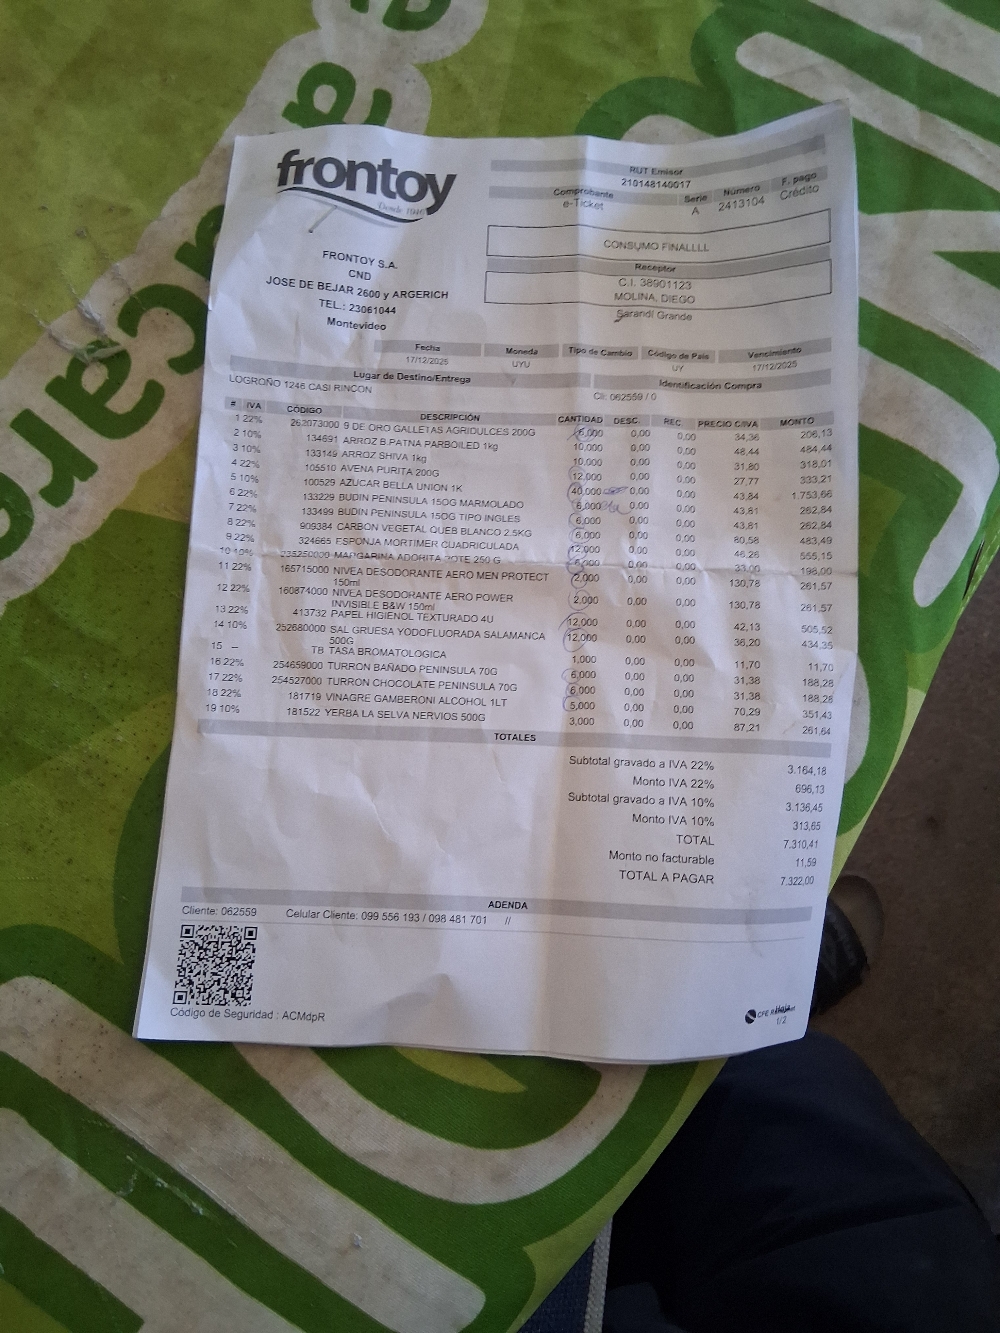 frontoy
Desde 1940
FRONTOY S.A.
CND
JOSE DE BEJAR 2600 y ARGERICH
TEL.: 23061044
Montevideo
RUT Emisor
210148140017
Comprobante Serie Número F. pago
e-Ticket A 2413104 Crédito
CONSUMO FINALLLL
Receptor
C.I. 38901123
MOLINA, DIEGO
Sarandí Grande
Fecha Moneda Tipo de Cambio Código de País Vencimiento
17/12/2025 UYU UY 17/12/2025
Lugar de Destino/Entrega Identificación Compra
LOGROÑO 1246 CASI RINCON Cli: 062559 / 0
# IVA CÓDIGO DESCRIPCIÓN CANTIDAD DESC. REC. PRECIO C/IVA MONTO
1 22% 262073000 9 DE ORO GALLETAS AGRIDULCES 200G 6,000 0,00 0,00 34,36 206,13
2 10% 134691 ARROZ B.PATNA PARBOILED 1kg 10,000 0,00 0,00 48,44 484,44
3 10% 133149 ARROZ SHIVA 1kg 10,000 0,00 0,00 31,80 318,01
4 22% 105510 AVENA PURITA 200G 12,000 0,00 0,00 27,77 333,21
5 10% 100529 AZUCAR BELLA UNION 1K 40,000 0,00 0,00 43,84 1.753,66
6 22% 133229 BUDIN PENINSULA 150G MARMOLADO 6,000 0,00 0,00 43,81 262,84
7 22% 133499 BUDIN PENINSULA 150G TIPO INGLES 6,000 0,00 0,00 43,81 262,84
8 22% 909384 CARBON VEGETAL QUEB BLANCO 2.5KG 6,000 0,00 0,00 80,58 483,49
9 22% 324665 ESPONJA MORTIMER CUADRICULADA 12,000 0,00 0,00 46,26 555,15
10 10% 235250000 MARGARINA ADORITA POTE 250 G 6,000 0,00 0,00 33,00 198,00
11 22% 165715000 NIVEA DESODORANTE AERO MEN PROTECT 2,000 0,00 0,00 130,78 261,57
150ml
12 22% 160874000 NIVEA DESODORANTE AERO POWER 2,000 0,00 0,00 130,78 261,57
INVISIBLE B&W 150ml
13 22% 413732 PAPEL HIGIENOL TEXTURADO 4U 12,000 0,00 0,00 42,13 505,52
14 10% 252680000 SAL GRUESA YODOFLUORADA SALAMANCA 12,000 0,00 0,00 36,20 434,35
500G
15 – TB TASA BROMATOLOGICA 1,000 0,00 0,00 11,70 11,70
16 22% 254659000 TURRON BAÑADO PENINSULA 70G 6,000 0,00 0,00 31,38 188,28
17 22% 254527000 TURRON CHOCOLATE PENINSULA 70G 6,000 0,00 0,00 31,38 188,28
18 22% 181719 VINAGRE GAMBERONI ALCOHOL 1LT 5,000 0,00 0,00 70,29 351,43
19 10% 181522 YERBA LA SELVA NERVIOS 500G 3,000 0,00 0,00 87,21 261,64
TOTALES
Subtotal gravado a IVA 22% 3.164,18
Monto IVA 22% 696,13
Subtotal gravado a IVA 10% 3.136,45
Monto IVA 10% 313,65
TOTAL 7.310,41
Monto no facturable 11,59
TOTAL A PAGAR 7.322,00
ADENDA
Cliente: 062559 Celular Cliente: 099 556 193 / 098 481 701 //
Código de Seguridad : ACMdpR
CFE
Hoja
1/2